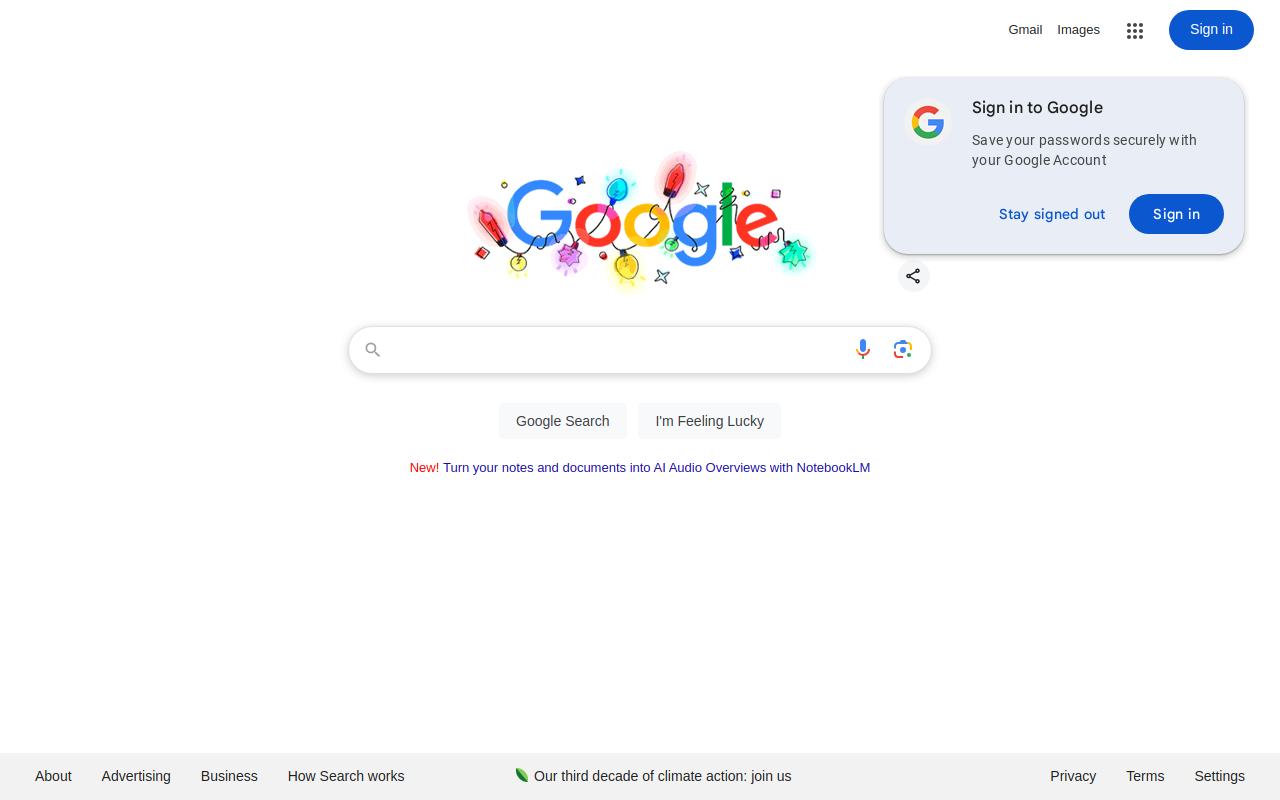 Gmail Images Sign in
Sign in to Google
Save your passwords securely with
your Google Account
Stay signed out Sign in
Google
Google Search I'm Feeling Lucky
New! Turn your notes and documents into AI Audio Overviews with NotebookLM
About Advertising Business How Search works Our third decade of climate action: join us Privacy Terms Settings